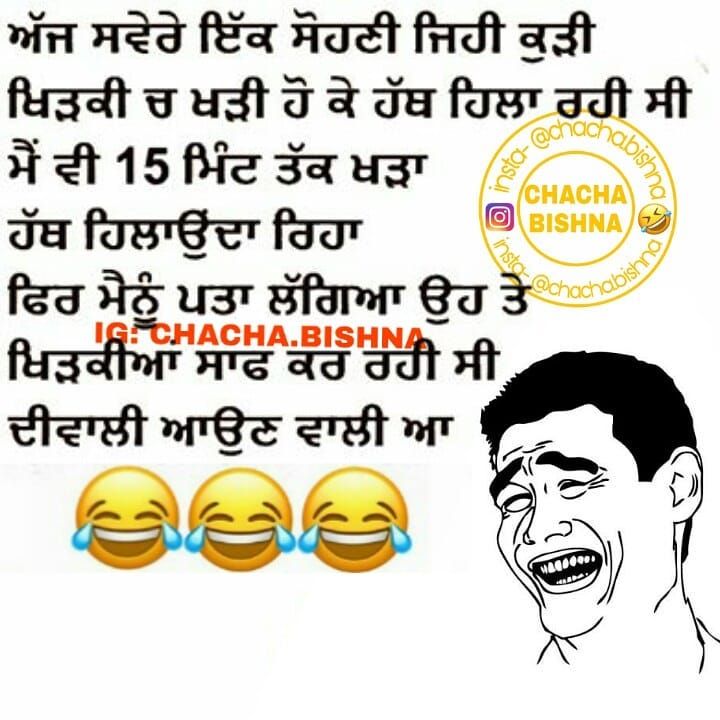 ਅੱਜ ਸਵੇਰੇ ਇੱਕ ਸੋਹਣੀ ਜਿਹੀ ਕੁੜੀ
ਖਿੜਕੀ ਚ ਖੜੀ ਹੋ ਕੇ ਹੱਥ ਹਿਲਾ ਰਹੀ ਸੀ
ਮੈਂ ਵੀ 15 ਮਿੰਟ ਤੱਕ ਖੜਾ
ਹੱਥ ਹਿਲਾਉਂਦਾ ਰਿਹਾ
ਫਿਰ ਮੈਨੂੰ ਪਤਾ ਲੱਗਿਆ ਉਹ ਤੇ
IG: CHACHA.BISHNA
ਖਿੜਕੀਆਂ ਸਾਫ ਕਰ ਰਹੀ ਸੀ
ਦੀਵਾਲੀ ਆਉਣ ਵਾਲੀ ਆ
insta- @chachabishna
CHACHA
BISHNA
insta- @chachabishna